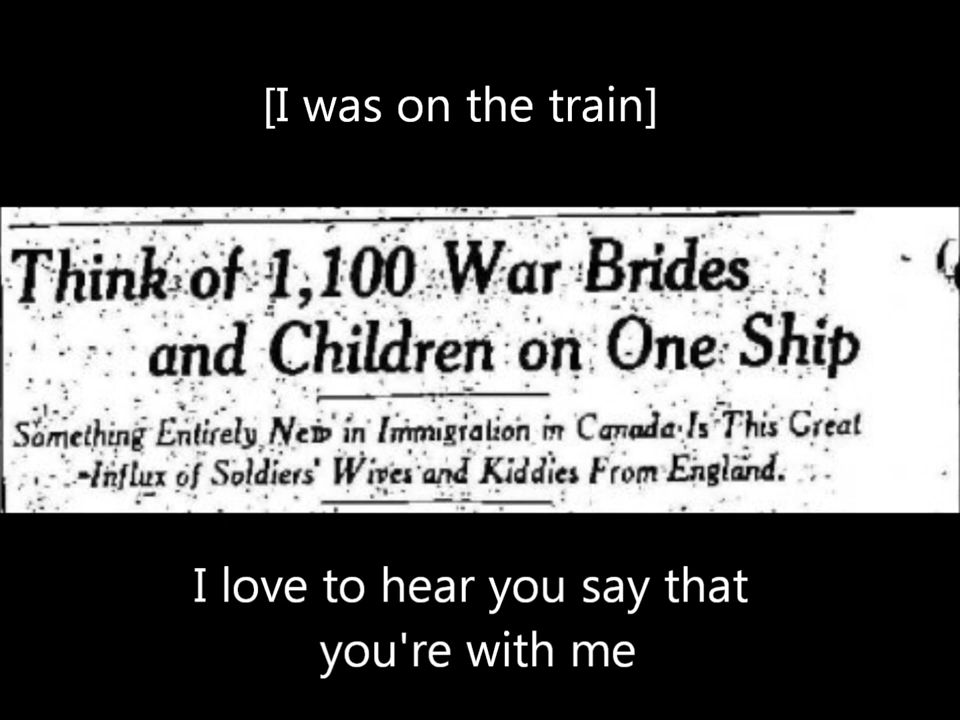 [I was on the train]
Think of 1,100 War Brides
and Children on One Ship
Something Entirely New in Immigration in Canada Is This Great
Influx of Soldiers' Wives and Kiddies From England.
I love to hear you say that
you're with me